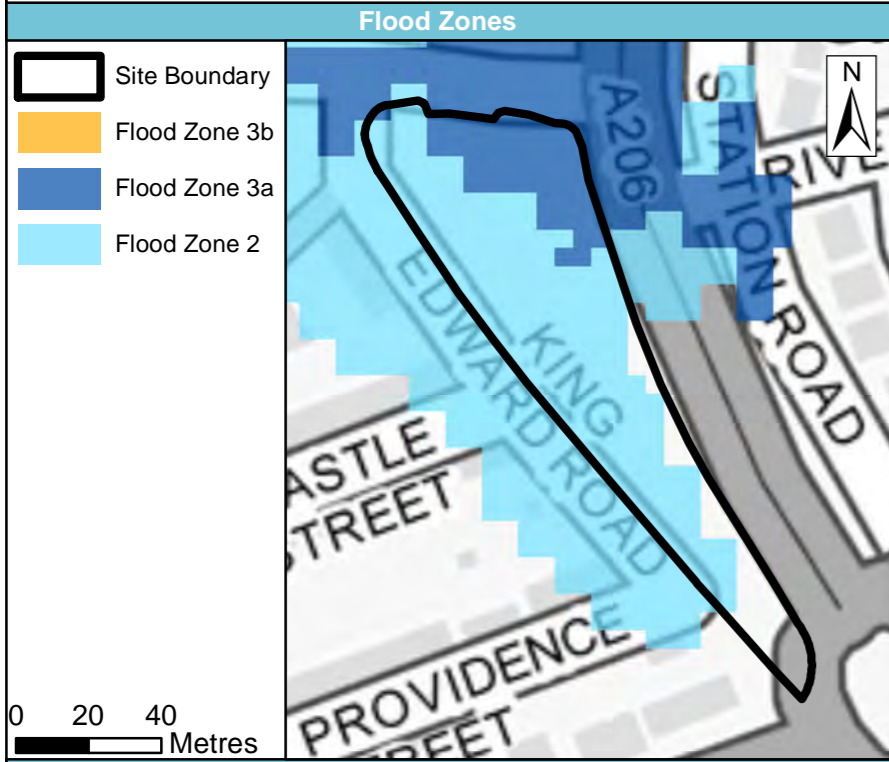 Flood Zones
Site Boundary
Flood Zone 3b
Flood Zone 3a
Flood Zone 2
0 20 40
Metres
N
A206
STATION ROAD
RIVE
KING
EDWARD ROAD
ASTLE
STREET
PROVIDENCE
REET